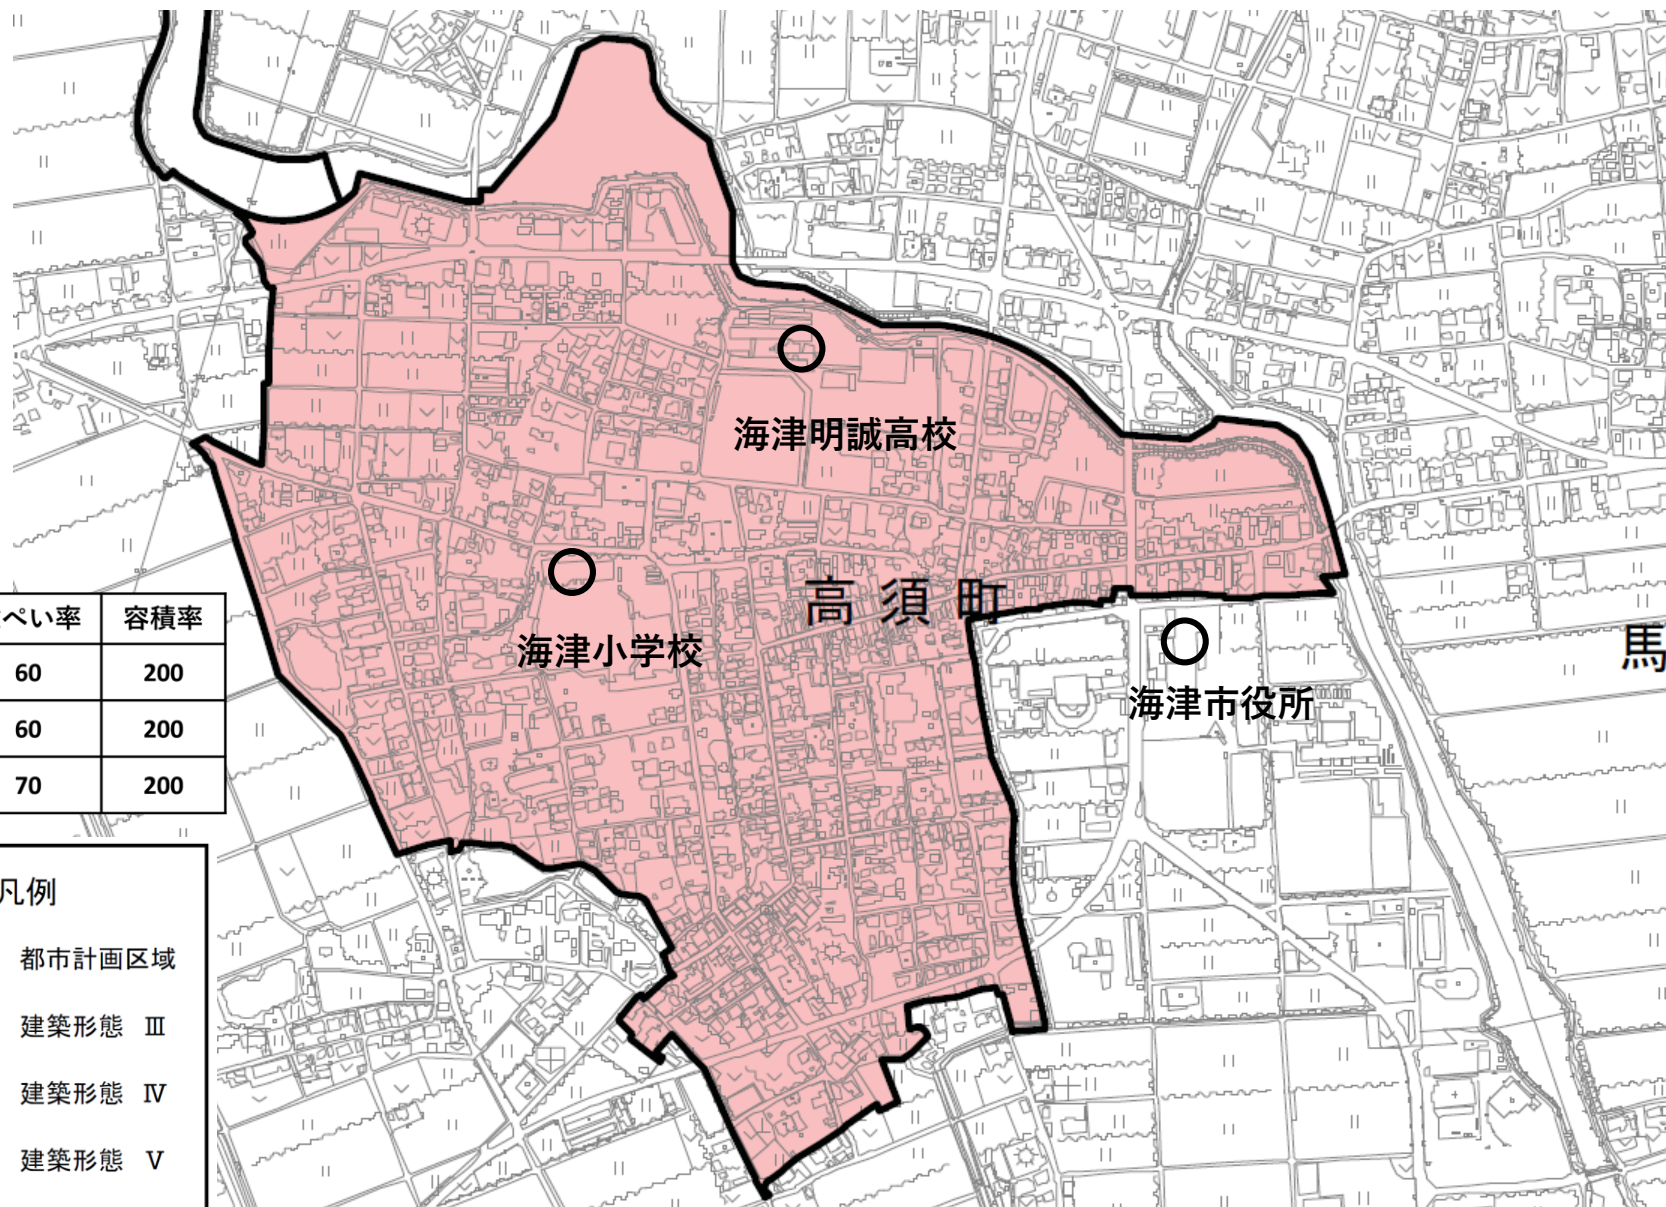 海津明誠高校
高須町
海津小学校
馬
海津市役所
ぺい率 容積率
60 200
60 200
70 200
凡例
都市計画区域
建築形態 Ⅲ
建築形態 Ⅳ
建築形態 Ⅴ